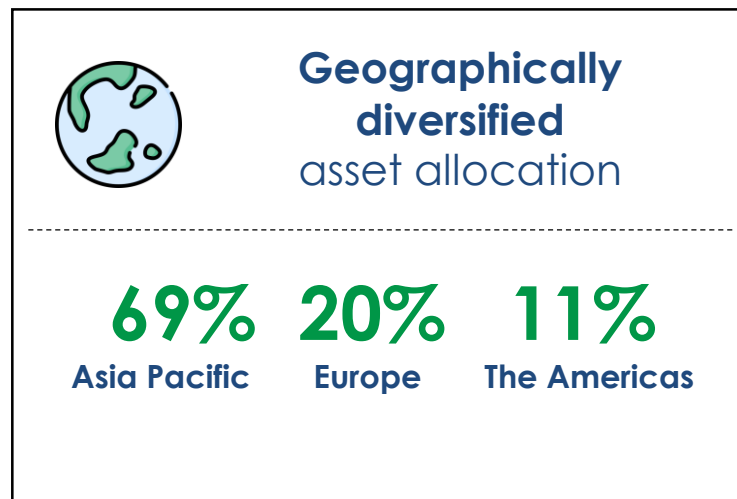 Geographically
diversified
asset allocation
69% 20% 11%
Asia Pacific Europe The Americas